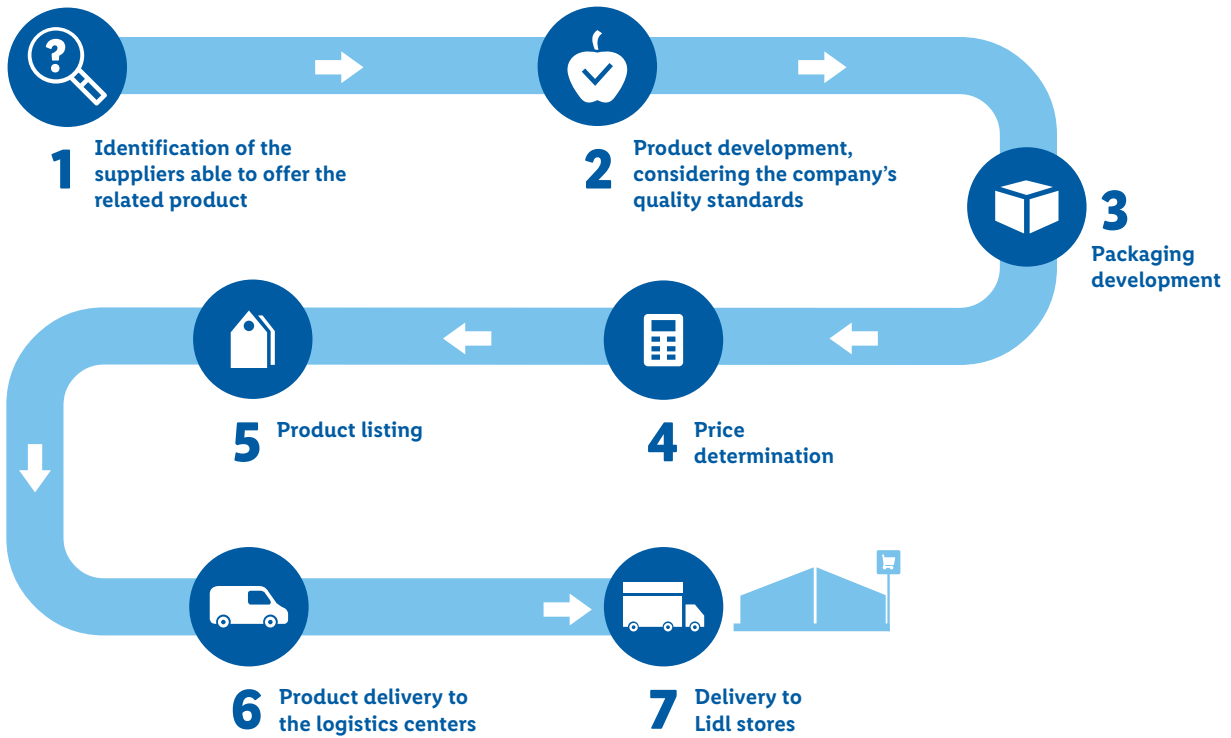 ?
1
Identification of the
suppliers able to offer the
related product
2
Product development,
considering the company's
quality standards
3
Packaging
development
4
Price
determination
5
Product listing
6
Product delivery to
the logistics centers
7
Delivery to
Lidl stores